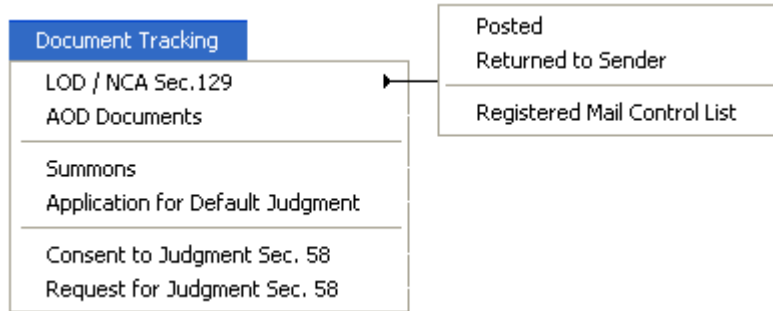 Document Tracking
LOD / NCA Sec.129
AOD Documents
Summons
Application for Default Judgment
Consent to Judgment Sec. 58
Request for Judgment Sec. 58
Posted
Returned to Sender
Registered Mail Control List